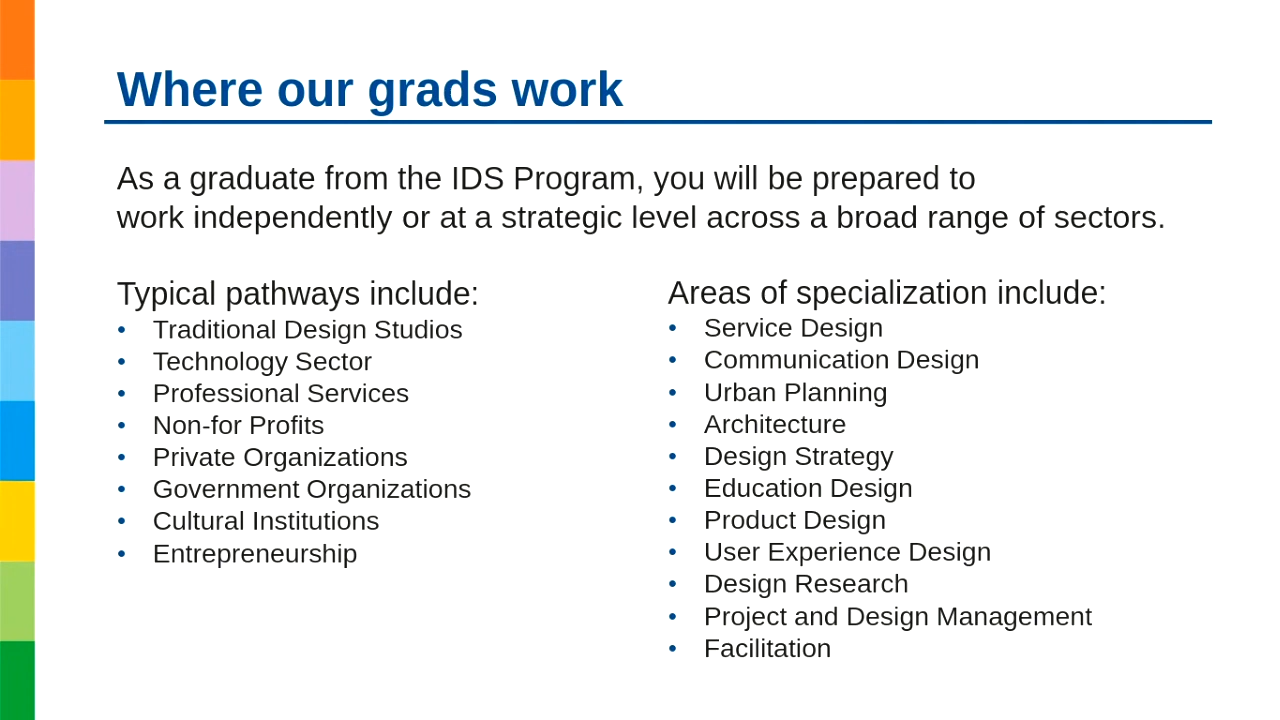 Where our grads work
As a graduate from the IDS Program, you will be prepared to
work independently or at a strategic level across a broad range of sectors.
Typical pathways include:
• Traditional Design Studios
• Technology Sector
• Professional Services
• Non-for Profits
• Private Organizations
• Government Organizations
• Cultural Institutions
• Entrepreneurship
Areas of specialization include:
• Service Design
• Communication Design
• Urban Planning
• Architecture
• Design Strategy
• Education Design
• Product Design
• User Experience Design
• Design Research
• Project and Design Management
• Facilitation